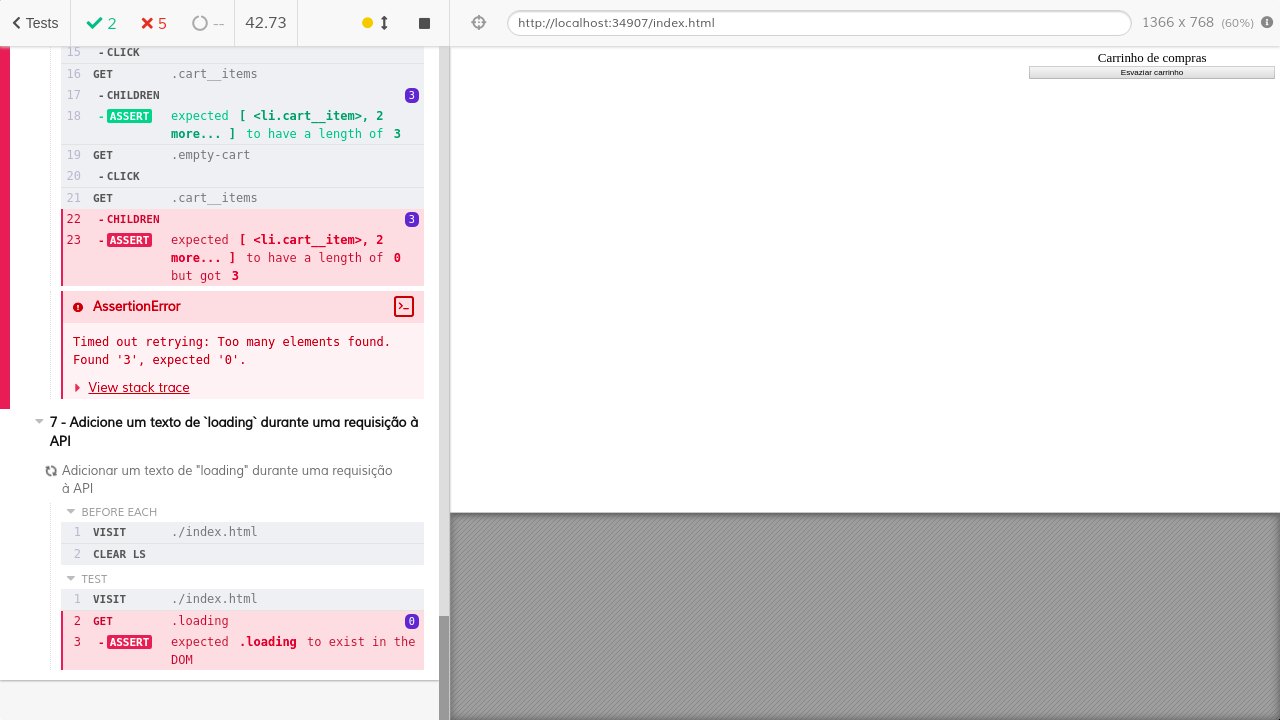 Tests 2 5 -- 42.73
http://localhost:34907/index.html 1366 x 768 (60%)
15 - CLICK
16 GET .cart__items
17 - CHILDREN 3
18 - ASSERT expected [ <li.cart__item>, 2
more... ] to have a length of 3
19 GET .empty-cart
20 - CLICK
21 GET .cart__items
22 - CHILDREN 3
23 - ASSERT expected [ <li.cart__item>, 2
more... ] to have a length of 0
but got 3
AssertionError
Timed out retrying: Too many elements found.
Found '3', expected '0'.
View stack trace
7 - Adicione um texto de `loading` durante uma requisição à
API
Adicionar um texto de "loading" durante uma requisição
à API
BEFORE EACH
1 VISIT ./index.html
2 CLEAR LS
TEST
1 VISIT ./index.html
2 GET .loading 0
3 - ASSERT expected .loading to exist in the
DOM
Carrinho de compras
Esvaziar carrinho